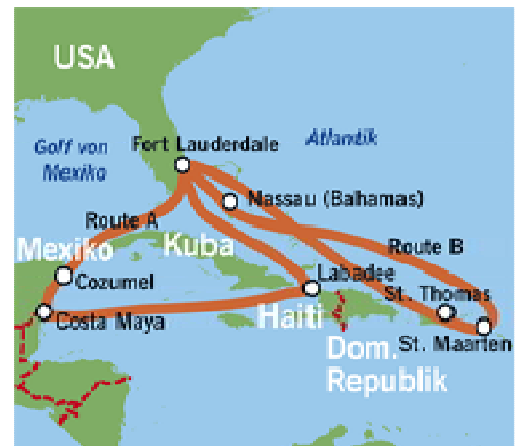 USA
Golf von
Mexiko
Fort Lauderdale
Atlantik
Nassau (Bahamas)
Route A
Mexiko
Kuba
Route B
Cozumel
Labadee
St. Thomas
Costa Maya
Haiti
St. Maarten
Dom.
Republik